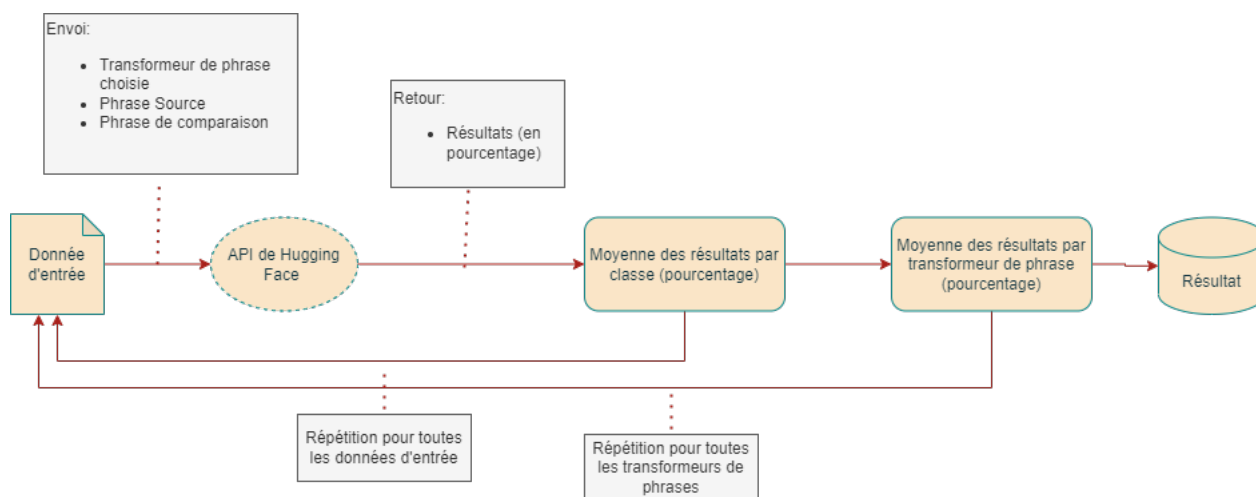 Envoi:
• Transformeur de phrase
choisie
• Phrase Source
• Phrase de comparaison
Retour:
• Résultats (en
pourcentage)
Donnée
d'entrée
API de Hugging
Face
Moyenne des résultats par
classe (pourcentage)
Moyenne des résultats par
transformeur de phrase
(pourcentage)
Résultat
Répétition pour toutes
les données d'entrée
Répétition pour toutes
les transformeurs de
phrases